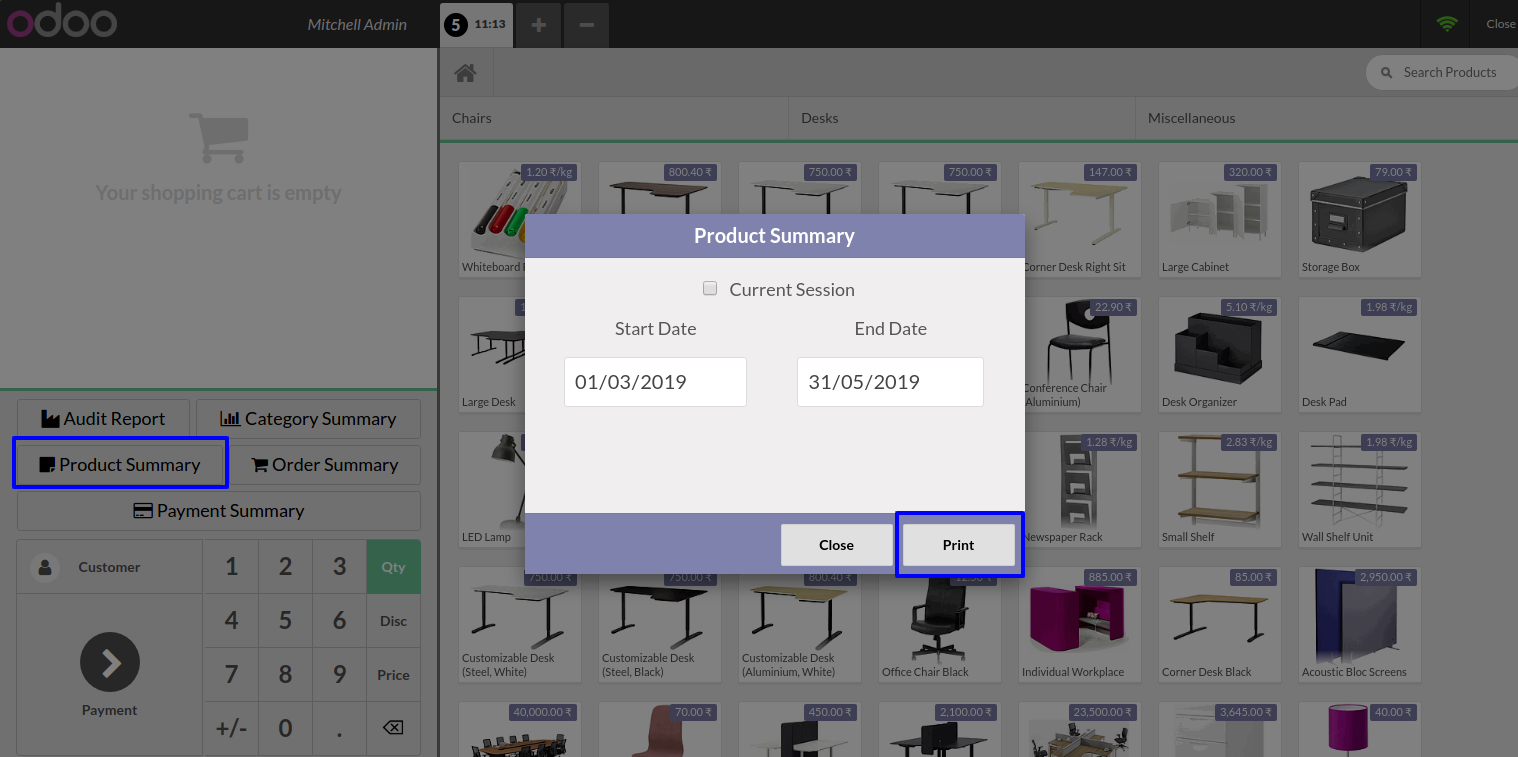 odoo
Mitchell Admin
5 11:13
+
−
Close
Search Products
Chairs
Desks
Miscellaneous
Your shopping cart is empty
1.20 ₹/kg
800.40 ₹
750.00 ₹
750.00 ₹
147.00 ₹
320.00 ₹
79.00 ₹
Whiteboard
Corner Desk Right Sit
Large Cabinet
Storage Box
Product Summary
Current Session
Start Date
End Date
01/03/2019
31/05/2019
Close
Print
22.90 ₹
5.10 ₹/kg
1.98 ₹/kg
Large Desk
Conference Chair
(Aluminium)
Desk Organizer
Desk Pad
Audit Report
Category Summary
Product Summary
Order Summary
Payment Summary
1.28 ₹/kg
2.83 ₹/kg
1.98 ₹/kg
LED Lamp
Newspaper Rack
Small Shelf
Wall Shelf Unit
Customer
1 2 3 Qty
4 5 6 Disc
7 8 9 Price
+/- 0 .
Payment
750.00 ₹
750.00 ₹
800.40 ₹
12.50 ₹
885.00 ₹
85.00 ₹
2,950.00 ₹
Customizable Desk
(Steel, White)
Customizable Desk
(Steel, Black)
Customizable Desk
(Aluminium, White)
Office Chair Black
Individual Workplace
Corner Desk Black
Acoustic Bloc Screens
40,000.00 ₹
70.00 ₹
450.00 ₹
2,100.00 ₹
23,500.00 ₹
3,645.00 ₹
40.00 ₹